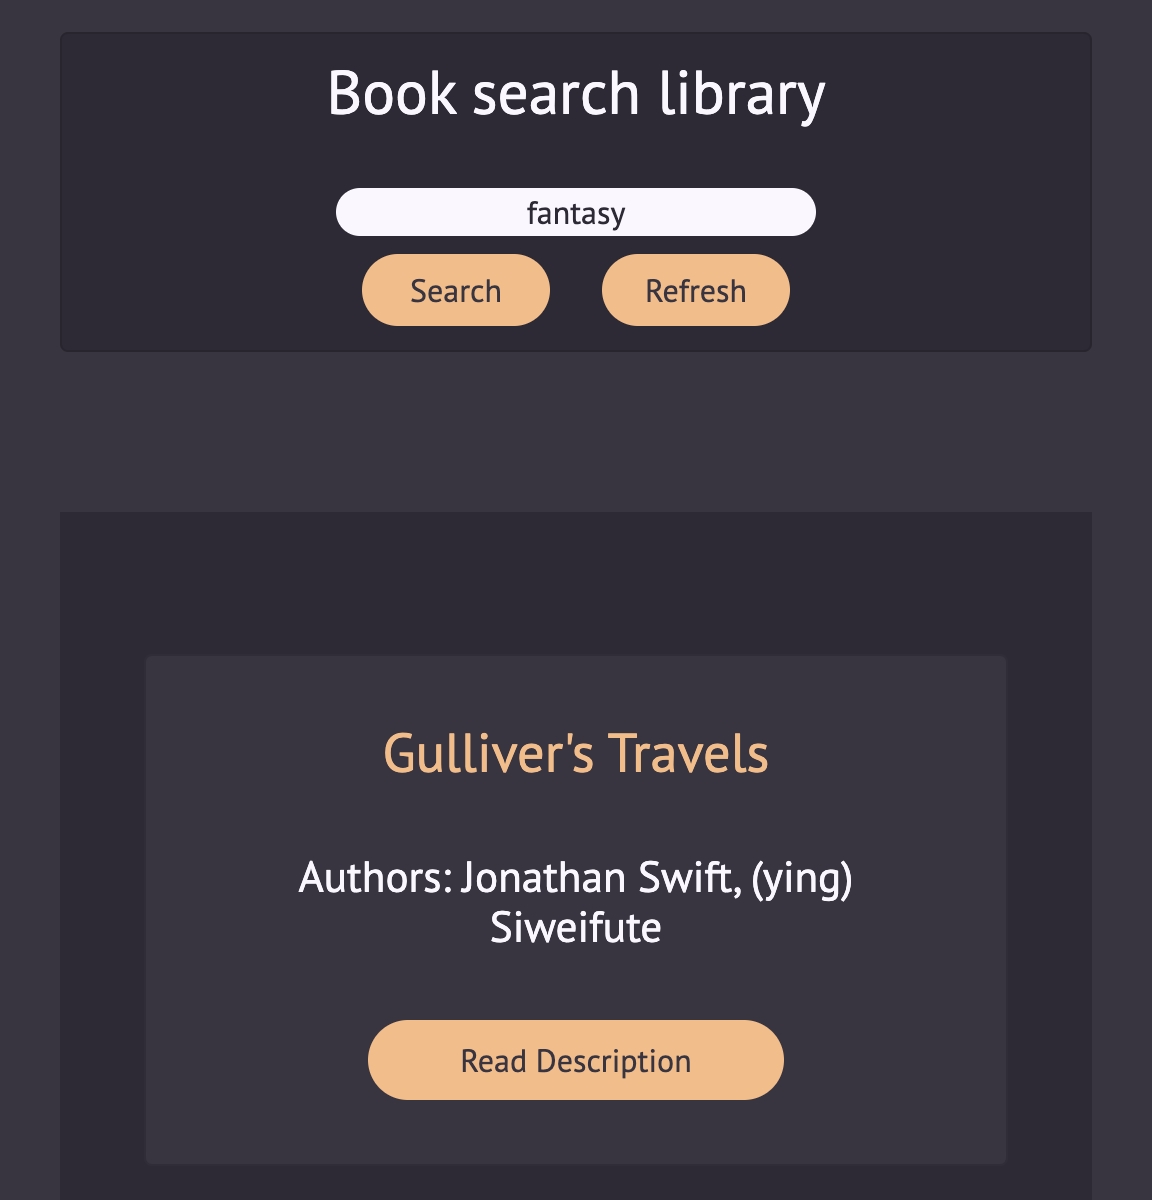 Book search library
fantasy
Search
Refresh
Gulliver's Travels
Authors: Jonathan Swift, (ying)
Siweifute
Read Description